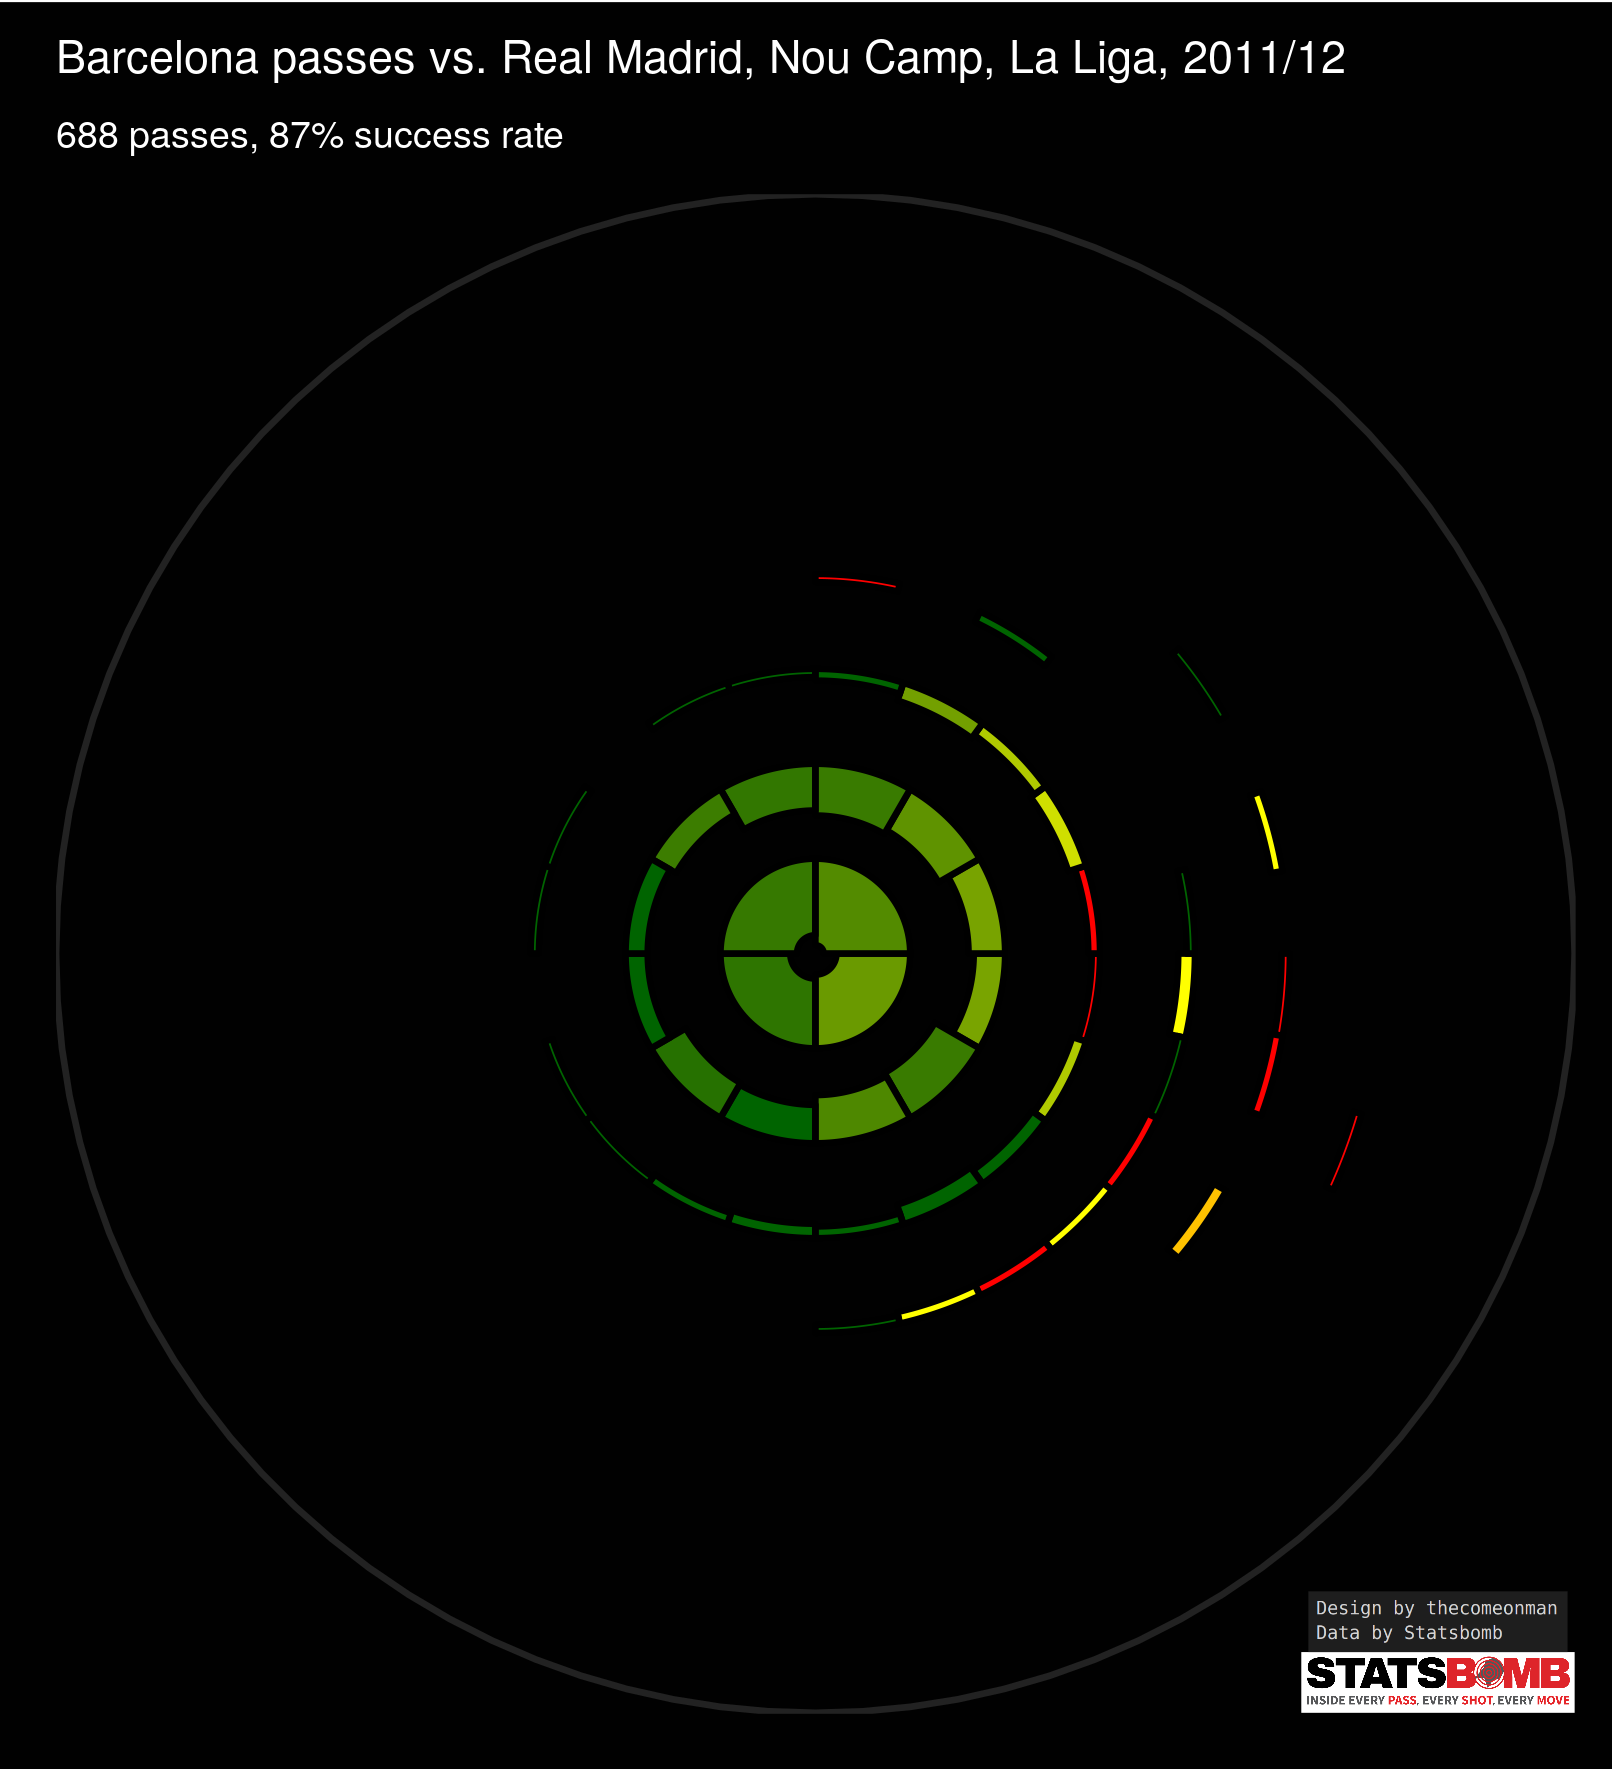 Barcelona passes vs. Real Madrid, Nou Camp, La Liga, 2011/12
688 passes, 87% success rate
Design by thecomeonman
Data by Statsbomb
STATSBOMB
INSIDE EVERY PASS, EVERY SHOT, EVERY MOVE